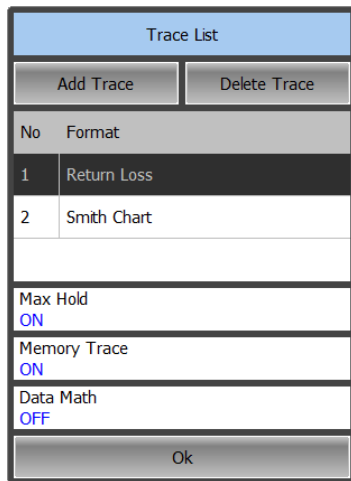 Trace List
Add Trace Delete Trace
No Format
1 Return Loss
2 Smith Chart
Max Hold
ON
Memory Trace
ON
Data Math
OFF
Ok